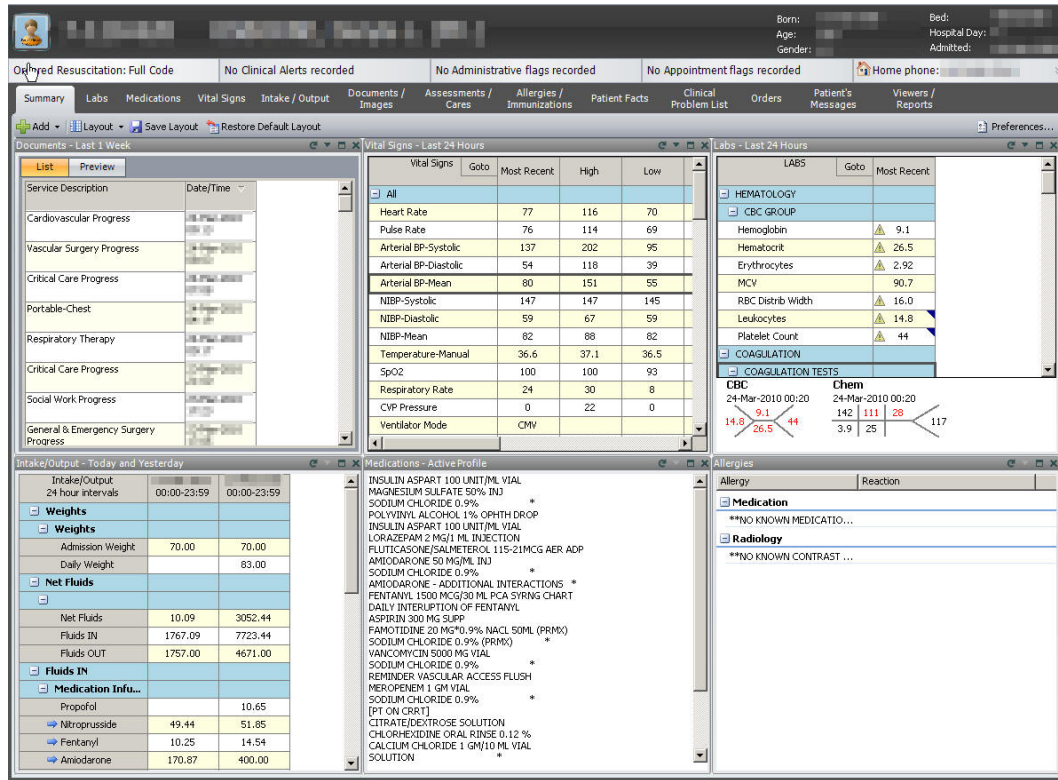 Born:
Age:
Gender:
Bed:
Hospital Day:
Admitted:
Resuscitation: Full Code
No Clinical Alerts recorded
No Administrative flags recorded
No Appointment flags recorded
Home phone:
Summary Labs Medications Vital Signs Intake / Output Documents / Images Assessments / Cares Allergies / Immunizations Patient Facts Clinical Problem List Orders Patient's Messages Viewers / Reports
Add Layout Save Layout Restore Default Layout Preferences...
Documents - Last 1 Week
List Preview
Service Description Date/Time
Cardiovascular Progress
Vascular Surgery Progress
Critical Care Progress
Portable-Chest
Respiratory Therapy
Critical Care Progress
Social Work Progress
General & Emergency Surgery
Progress
Vital Signs - Last 24 Hours
Vital Signs Goto Most Recent High Low
All
Heart Rate 77 116 70
Pulse Rate 76 114 69
Arterial BP-Systolic 137 202 95
Arterial BP-Diastolic 54 118 39
Arterial BP-Mean 80 151 55
NIBP-Systolic 147 147 145
NIBP-Diastolic 59 67 59
NIBP-Mean 82 88 82
Temperature-Manual 36.6 37.1 36.5
SpO2 100 100 93
Respiratory Rate 24 30 8
CVP Pressure 0 22 0
Ventilator Mode CMV
Labs - Last 24 Hours
LABS Goto Most Recent
HEMATOLOGY
CBC GROUP
Hemoglobin 9.1
Hematocrit 26.5
Erythrocytes 2.92
MCV 90.7
RBC Distrib Width 16.0
Leukocytes 14.8
Platelet Count 44
COAGULATION
COAGULATION TESTS
CBC Chem
24-Mar-2010 00:20 24-Mar-2010 00:20
9.1 142 111 28
14.8 44 117
26.5 3.9 25
Intake/Output - Today and Yesterday
Intake/Output
24 hour intervals 00:00-23:59 00:00-23:59
Weights
Weights
Admission Weight 70.00 70.00
Daily Weight 83.00
Net Fluids
Net Fluids 10.09 3052.44
Fluids IN 1767.09 7723.44
Fluids OUT 1757.00 4671.00
Fluids IN
Medication Infu...
Propofol 10.65
Nitroprusside 49.44 51.85
Fentanyl 10.25 14.54
Amiodarone 170.87 400.00
Medications - Active Profile
INSULIN ASPART 100 UNIT/ML VIAL
MAGNESIUM SULFATE 50% INJ
SODIUM CHLORIDE 0.9% *
POLYVINYL ALCOHOL 1% OPHTH DROP
INSULIN ASPART 100 UNIT/ML VIAL
LORAZEPAM 2 MG/1 ML INJECTION
FLUTICASONE/SALMETEROL 115-21MCG AER ADP
AMIODARONE 50 MG/ML INJ
SODIUM CHLORIDE 0.9% *
AMIODARONE - ADDITIONAL INTERACTIONS *
FENTANYL 1500 MCG/30 ML PCA SYRNG CHART
DAILY INTERUPTION OF FENTANYL
ASPIRIN 300 MG SUPP
FAMOTIDINE 20 MG*0.9% NACL 50ML (PRMX)
SODIUM CHLORIDE 0.9% (PRMX) *
VANCOMYCIN 5000 MG VIAL
SODIUM CHLORIDE 0.9% *
REMINDER VASCULAR ACCESS FLUSH
MEROPENEM 1 GM VIAL
SODIUM CHLORIDE 0.9% *
[PT ON CRRT]
CITRATE/DEXTROSE SOLUTION
CHLORHEXIDINE ORAL RINSE 0.12 %
CALCIUM CHLORIDE 1 GM/10 ML VIAL
SOLUTION *
Allergies
Allergy Reaction
Medication
**NO KNOWN MEDICATIO...
Radiology
**NO KNOWN CONTRAST ...